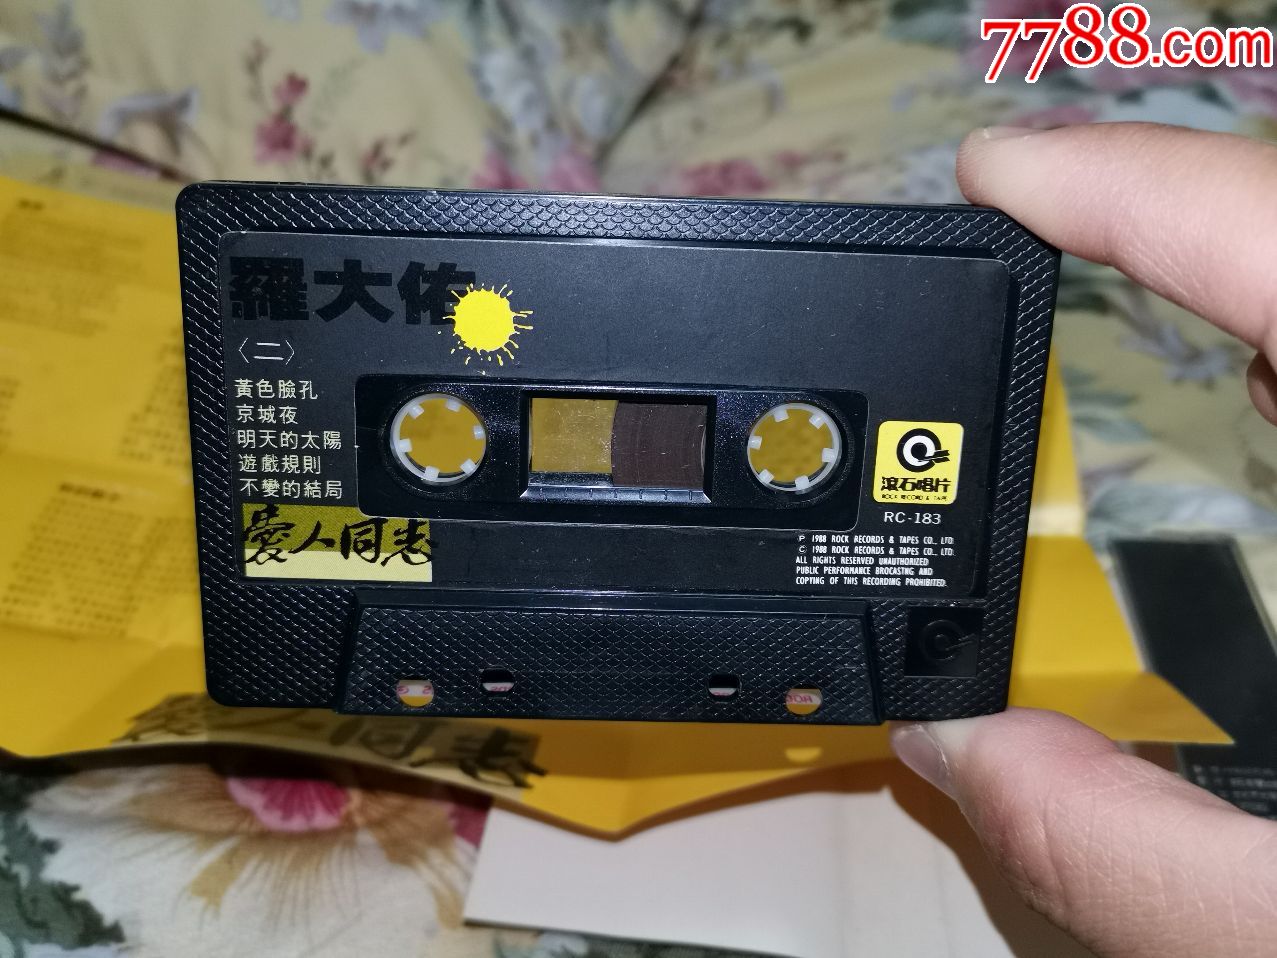 7788.com
羅大佑
〈二〉
黃色臉孔
京城夜
明天的太陽
遊戲規則
不變的結局
愛人同志
滾石唱片
ROCK RECORD & TAPE
RC-183
℗ 1988 ROCK RECORDS & TAPES CO., LTD.
© 1988 ROCK RECORDS & TAPES CO., LTD.
ALL RIGHTS RESERVED UNAUTHORIZED
PUBLIC PERFORMANCE BROCASTNG AND
COPYING OF THIS RECORDING PROHIBITED.